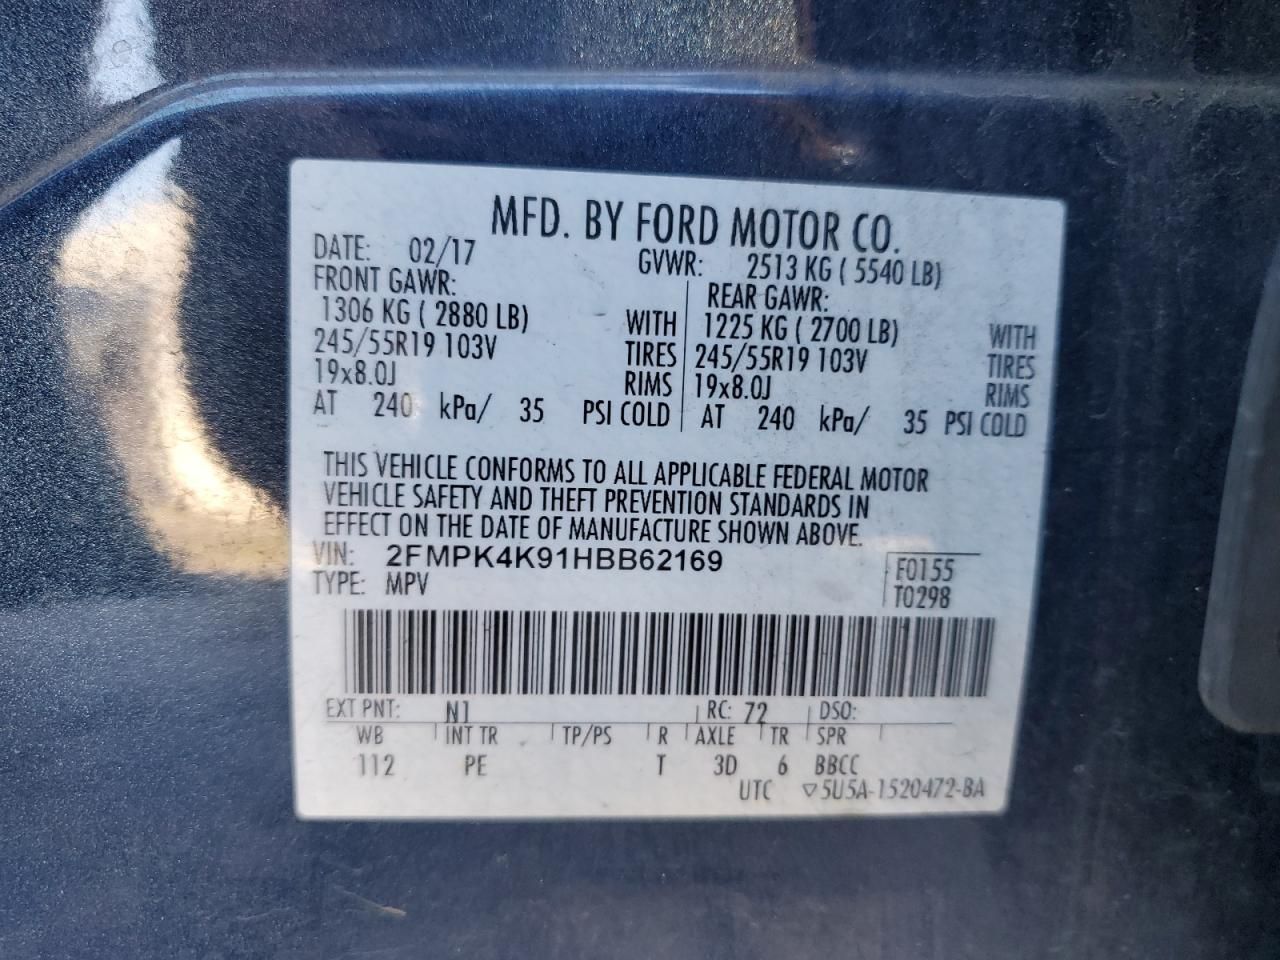 MFD. BY FORD MOTOR CO.
DATE: 02/17 GVWR: 2513 KG ( 5540 LB)
FRONT GAWR: REAR GAWR:
1306 KG ( 2880 LB) WITH 1225 KG ( 2700 LB) WITH
245/55R19 103V TIRES 245/55R19 103V TIRES
19x8.0J RIMS 19x8.0J RIMS
AT 240 kPa/ 35 PSI COLD AT 240 kPa/ 35 PSI COLD
THIS VEHICLE CONFORMS TO ALL APPLICABLE FEDERAL MOTOR
VEHICLE SAFETY AND THEFT PREVENTION STANDARDS IN
EFFECT ON THE DATE OF MANUFACTURE SHOWN ABOVE.
VIN: 2FMPK4K91HBB62169
TYPE: MPV
F0155
T0298
EXT PNT: N1 RC: 72 DSO:
WB INT TR TP/PS R AXLE TR SPR
112 PE T 3D 6 BBCC
UTC ▽5U5A-1520472-BA